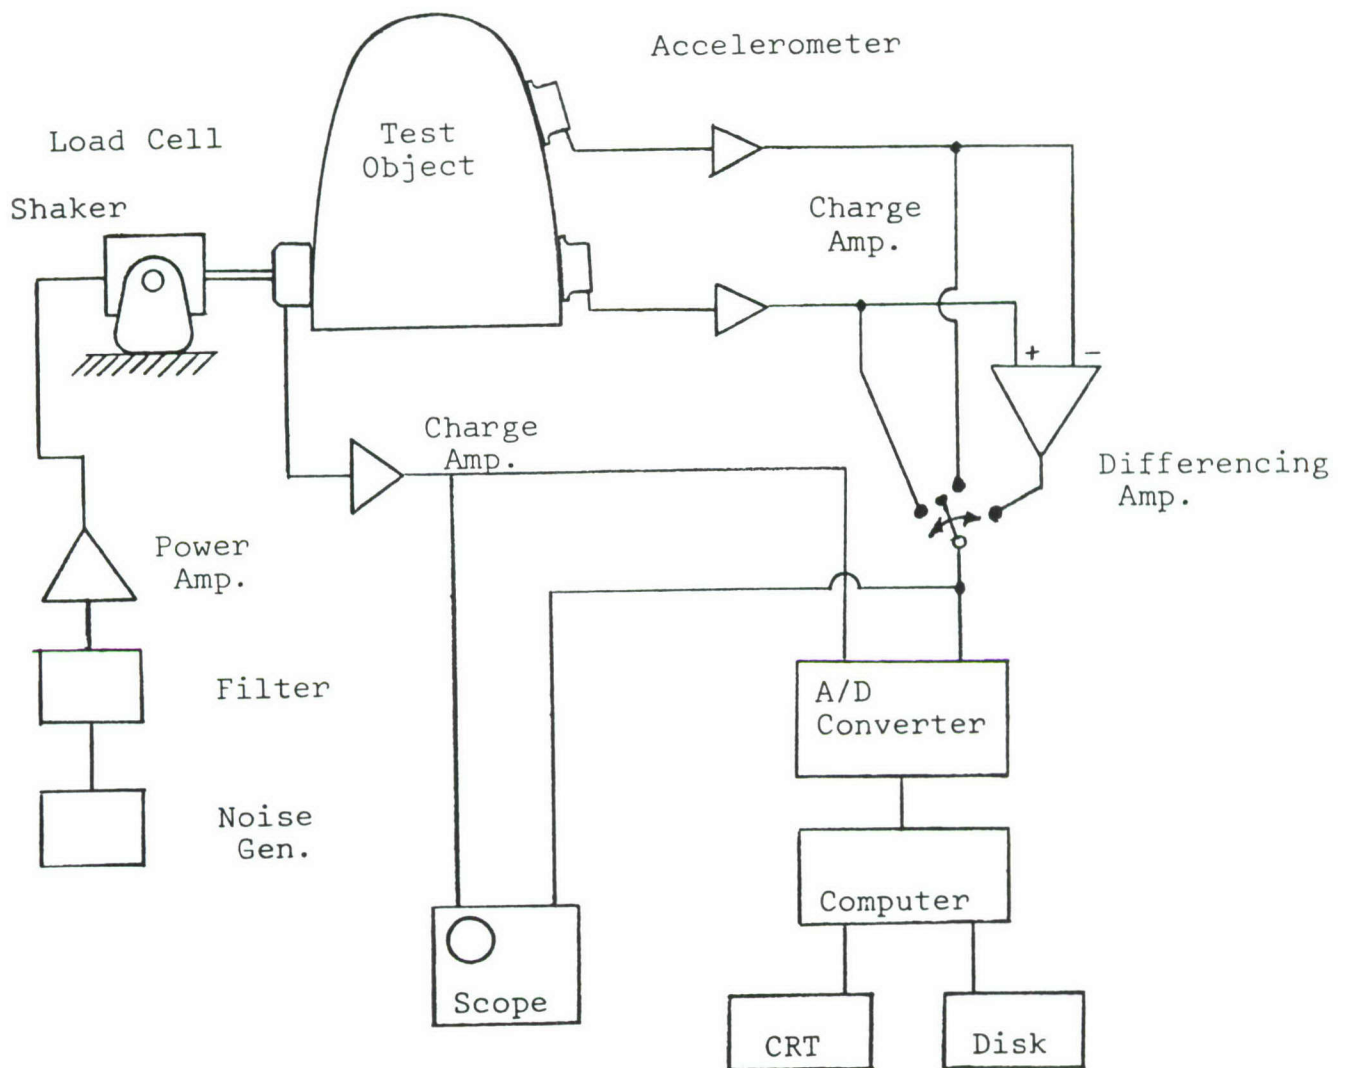 Accelerometer
Load Cell
Test
Object
Shaker
Charge
Amp.
+ −
Charge
Amp.
Differencing
Amp.
Power
Amp.
Filter
A/D
Converter
Noise
Gen.
Computer
Scope
CRT
Disk